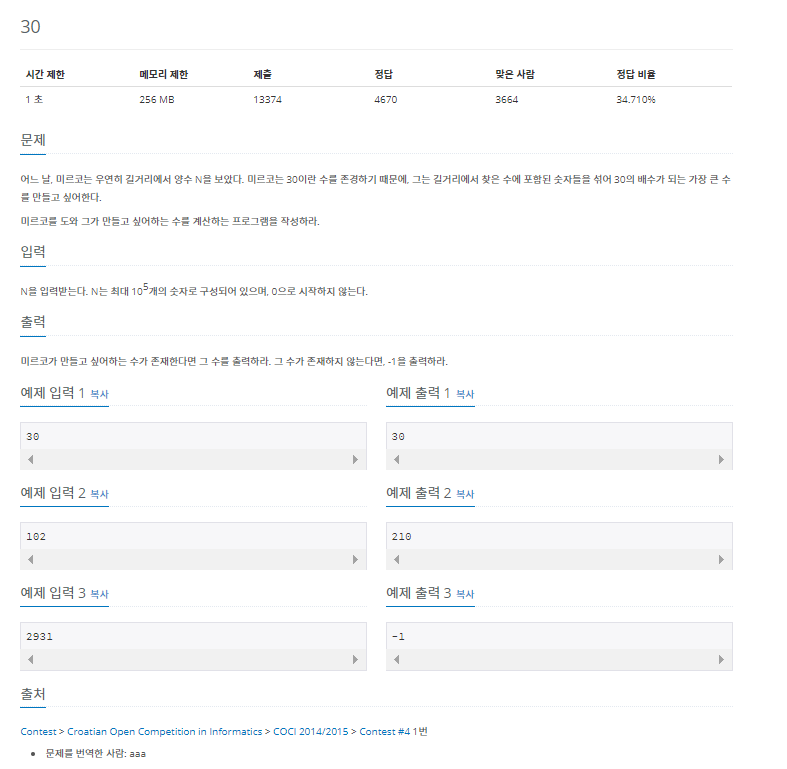 30
시간 제한 메모리 제한 제출 정답 맞은 사람 정답 비율
1 초 256 MB 13374 4670 3664 34.710%
문제
어느 날, 미르코는 우연히 길거리에서 양수 N을 보았다. 미르코는 30이란 수를 존경하기 때문에, 그는 길거리에서 찾은 수에 포함된 숫자들을 섞어 30의 배수가 되는 가장 큰 수
를 만들고 싶어한다.
미르코를 도와 그가 만들고 싶어하는 수를 계산하는 프로그램을 작성하라.
입력
N을 입력받는다. N는 최대 10⁵개의 숫자로 구성되어 있으며, 0으로 시작하지 않는다.
출력
미르코가 만들고 싶어하는 수가 존재한다면 그 수를 출력하라. 그 수가 존재하지 않는다면, -1을 출력하라.
예제 입력 1 복사 예제 출력 1 복사
30 30
예제 입력 2 복사 예제 출력 2 복사
102 210
예제 입력 3 복사 예제 출력 3 복사
2931 -1
출처
Contest > Croatian Open Competition in Informatics > COCI 2014/2015 > Contest #4 1번
문제를 번역한 사람: aaa